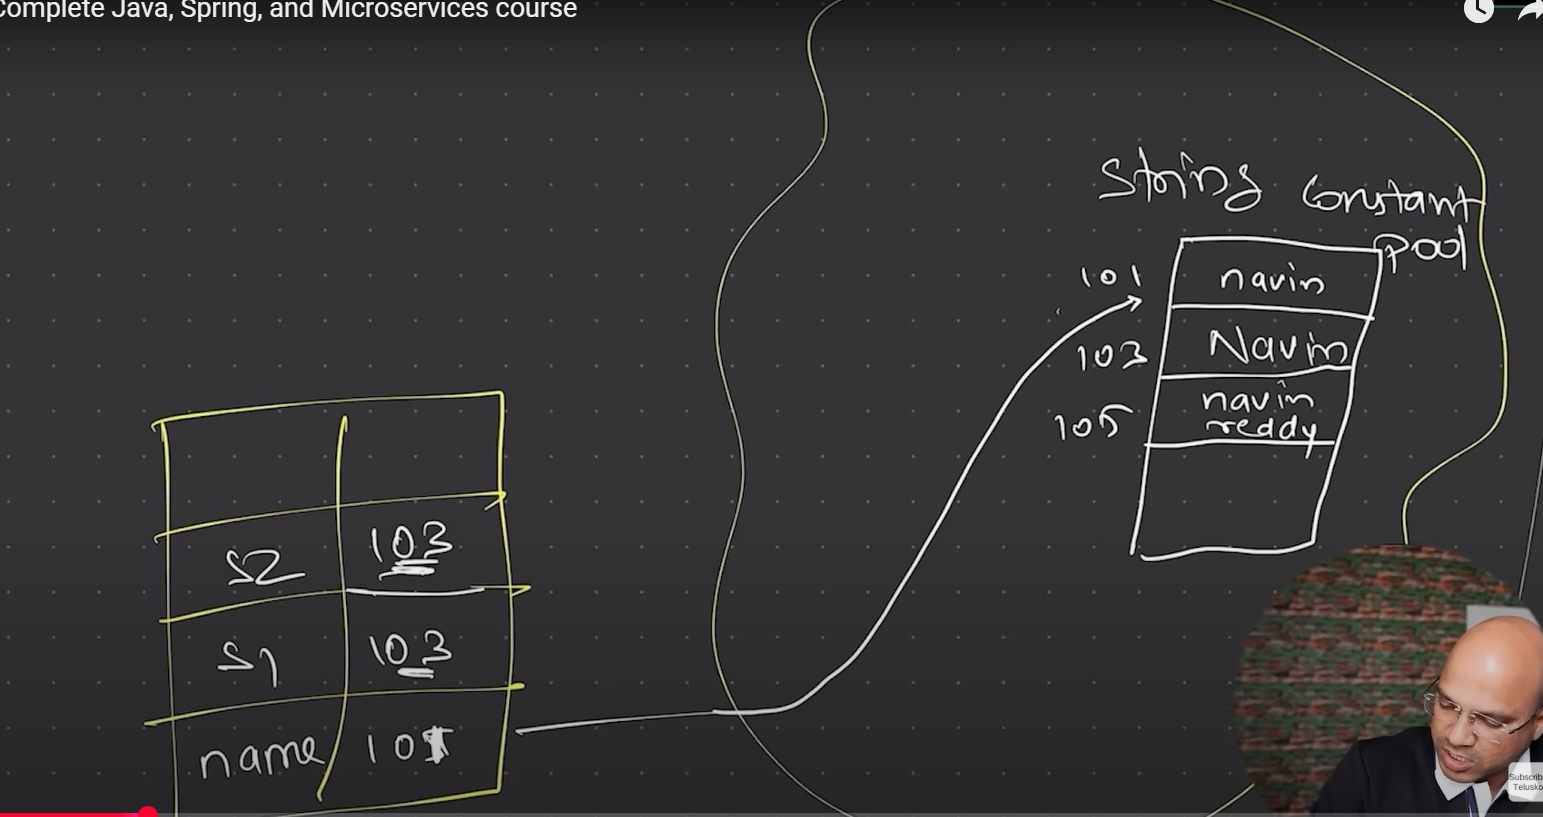 Complete Java, Spring, and Microservices course
String Constant
Pool
101 navin
103 Navin
105 navin
reddy
S2 103
S1 103
name 10
Subscrib
Telusko